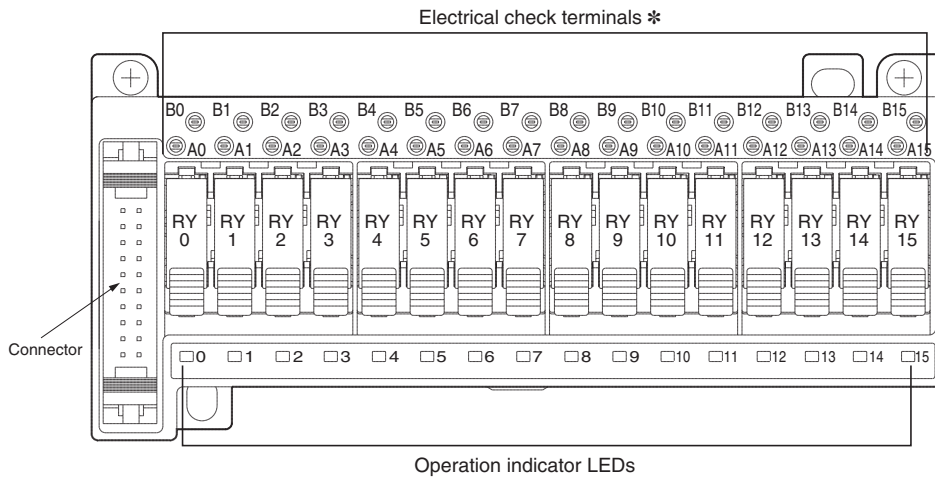 Electrical check terminals *
B0 B1 B2 B3 B4 B5 B6 B7 B8 B9 B10 B11 B12 B13 B14 B15
A0 A1 A2 A3 A4 A5 A6 A7 A8 A9 A10 A11 A12 A13 A14 A15
RY RY RY RY RY RY RY RY RY RY RY RY RY RY RY RY
0 1 2 3 4 5 6 7 8 9 10 11 12 13 14 15
Connector
0 1 2 3 4 5 6 7 8 9 10 11 12 13 14 15
Operation indicator LEDs